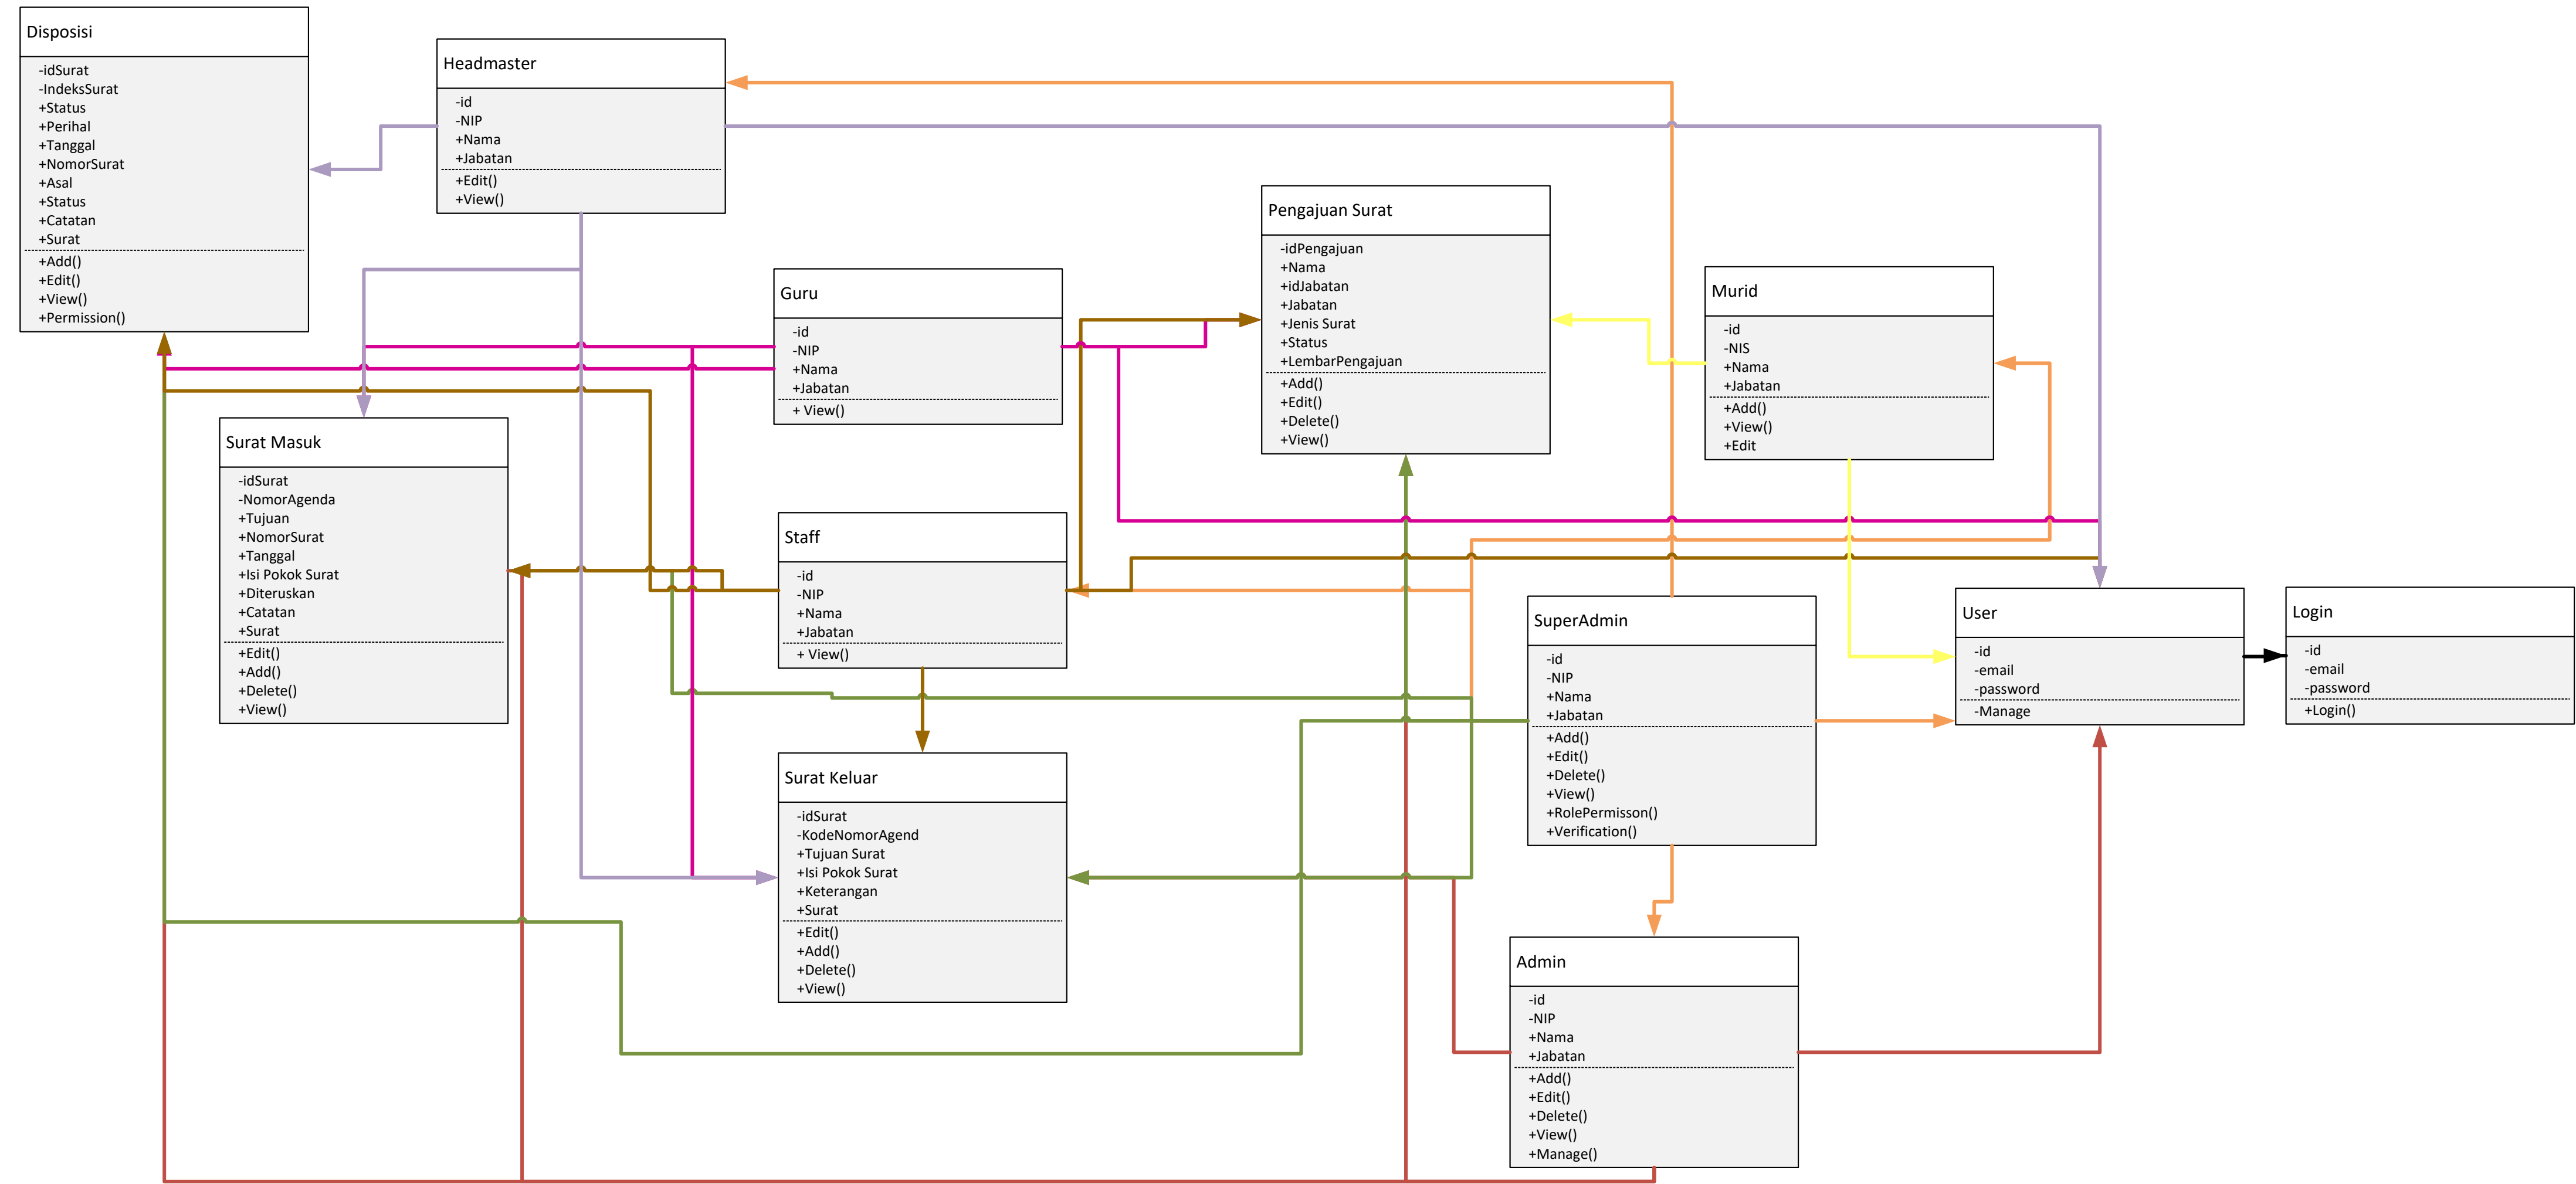 Disposisi
-idSurat
-IndeksSurat
+Status
+Perihal
+Tanggal
+NomorSurat
+Asal
+Status
+Catatan
+Surat
+Add()
+Edit()
+View()
+Permission()
Headmaster
-id
-NIP
+Nama
+Jabatan
+Edit()
+View()
Guru
-id
-NIP
+Nama
+Jabatan
+ View()
Pengajuan Surat
-idPengajuan
+Nama
+idJabatan
+Jabatan
+Jenis Surat
+Status
+LembarPengajuan
+Add()
+Edit()
+Delete()
+View()
Murid
-id
-NIS
+Nama
+Jabatan
+Add()
+View()
+Edit
Surat Masuk
-idSurat
-NomorAgenda
+Tujuan
+NomorSurat
+Tanggal
+Isi Pokok Surat
+Diteruskan
+Catatan
+Surat
+Edit()
+Add()
+Delete()
+View()
Staff
-id
-NIP
+Nama
+Jabatan
+ View()
SuperAdmin
-id
-NIP
+Nama
+Jabatan
+Add()
+Edit()
+Delete()
+View()
+RolePermisson()
+Verification()
User
-id
-email
-password
-Manage
Login
-id
-email
-password
+Login()
Surat Keluar
-idSurat
-KodeNomorAgend
+Tujuan Surat
+Isi Pokok Surat
+Keterangan
+Surat
+Edit()
+Add()
+Delete()
+View()
Admin
-id
-NIP
+Nama
+Jabatan
+Add()
+Edit()
+Delete()
+View()
+Manage()